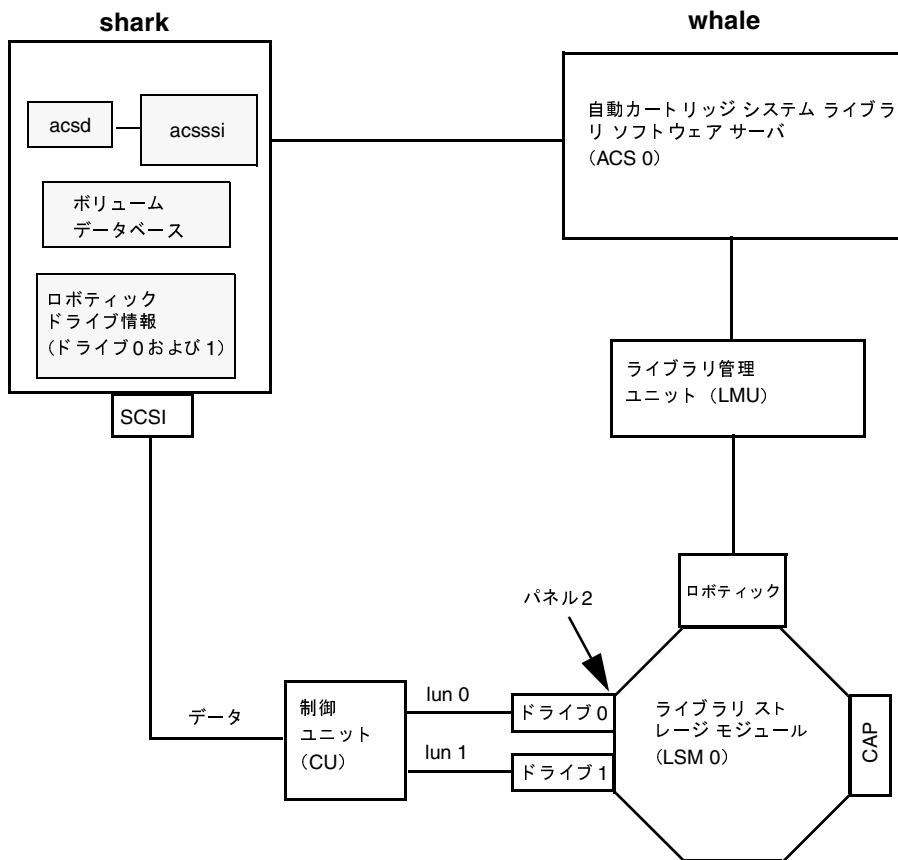 shark
whale
acsd
acsssi
ボリューム
データベース
ロボティック
ドライブ情報
(ドライブ0および1)
SCSI
自動カートリッジ システム ライブラ
リ ソフトウェア サーバ
(ACS 0)
ライブラリ管理
ユニット (LMU)
ロボティック
パネル2
データ
制御
ユニット
(CU)
lun 0
lun 1
ドライブ0
ドライブ1
ライブラリ スト
レージ モジュール
(LSM 0)
CAP